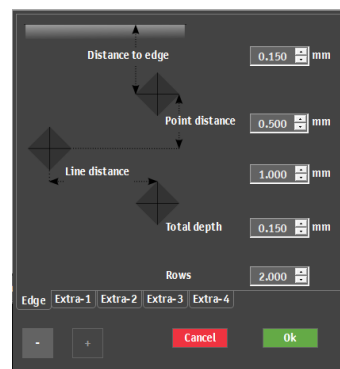 Distance to edge 0.150 mm
Point distance 0.500 mm
Line distance 1.000 mm
Total depth 0.150 mm
Rows 2.000
Edge Extra-1 Extra-2 Extra-3 Extra-4
- + Cancel Ok